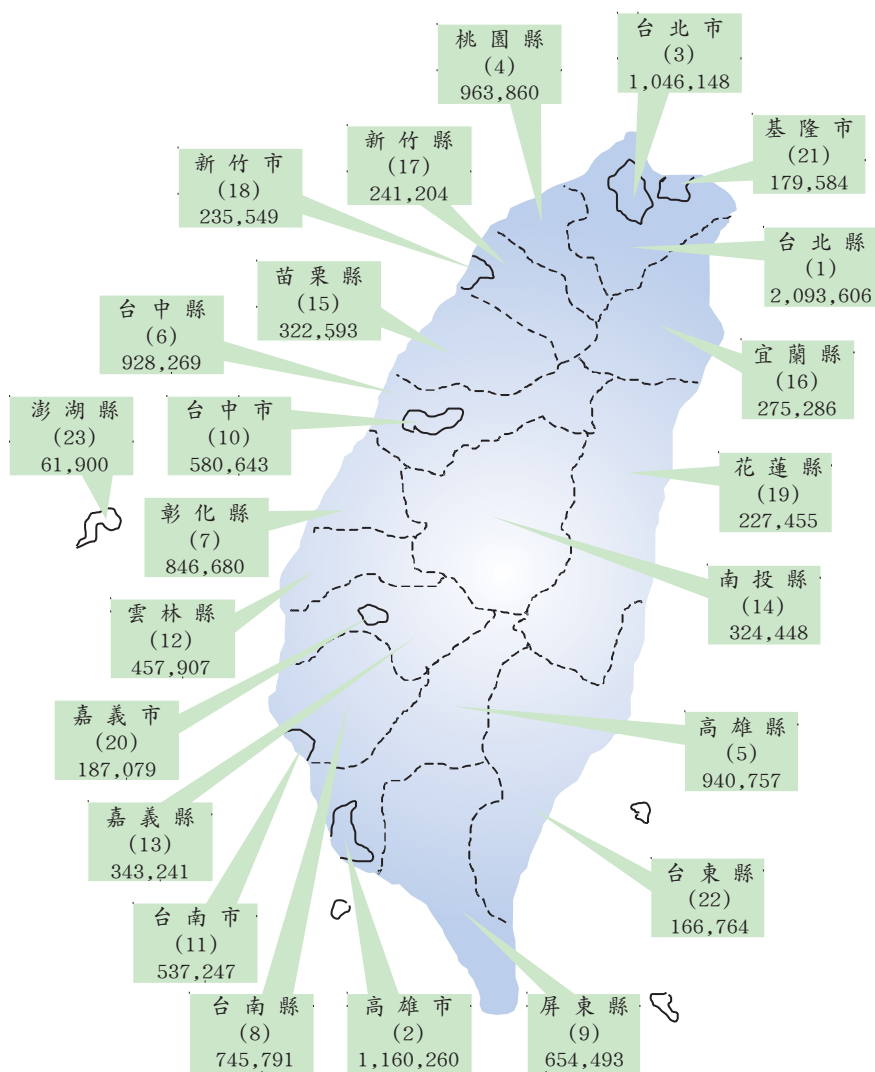 台北市
(3)
1,046,148
桃園縣
(4)
963,860
基隆市
(21)
179,584
新竹縣
(17)
241,204
新竹市
(18)
235,549
台北縣
(1)
2,093,606
苗栗縣
(15)
322,593
台中縣
(6)
928,269
宜蘭縣
(16)
275,286
澎湖縣
(23)
61,900
台中市
(10)
580,643
花蓮縣
(19)
227,455
彰化縣
(7)
846,680
南投縣
(14)
324,448
雲林縣
(12)
457,907
嘉義市
(20)
187,079
高雄縣
(5)
940,757
嘉義縣
(13)
343,241
台東縣
(22)
166,764
台南市
(11)
537,247
台南縣
(8)
745,791
高雄市
(2)
1,160,260
屏東縣
(9)
654,493